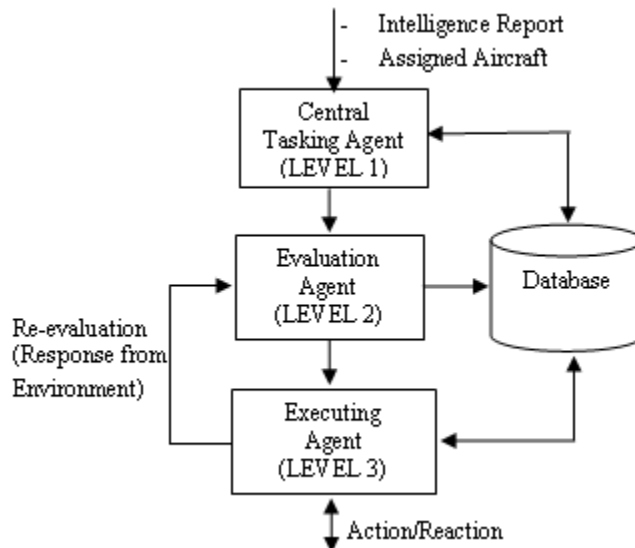 - Intelligence Report
- Assigned Aircraft
Central
Tasking Agent
(LEVEL 1)
Evaluation
Agent
(LEVEL 2)
Database
Re-evaluation
(Response from
Environment)
Executing
Agent
(LEVEL 3)
Action/Reaction